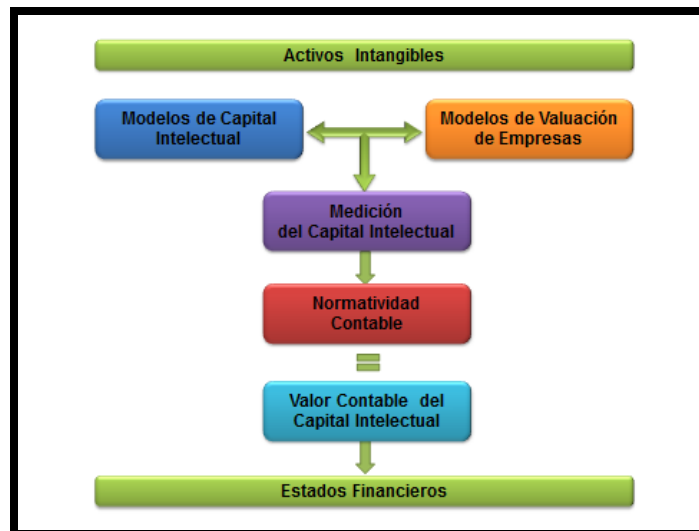 Activos Intangibles
Modelos de Capital
Intelectual
Modelos de Valuación
de Empresas
Medición
del Capital Intelectual
Normatividad
Contable
Valor Contable del
Capital Intelectual
Estados Financieros